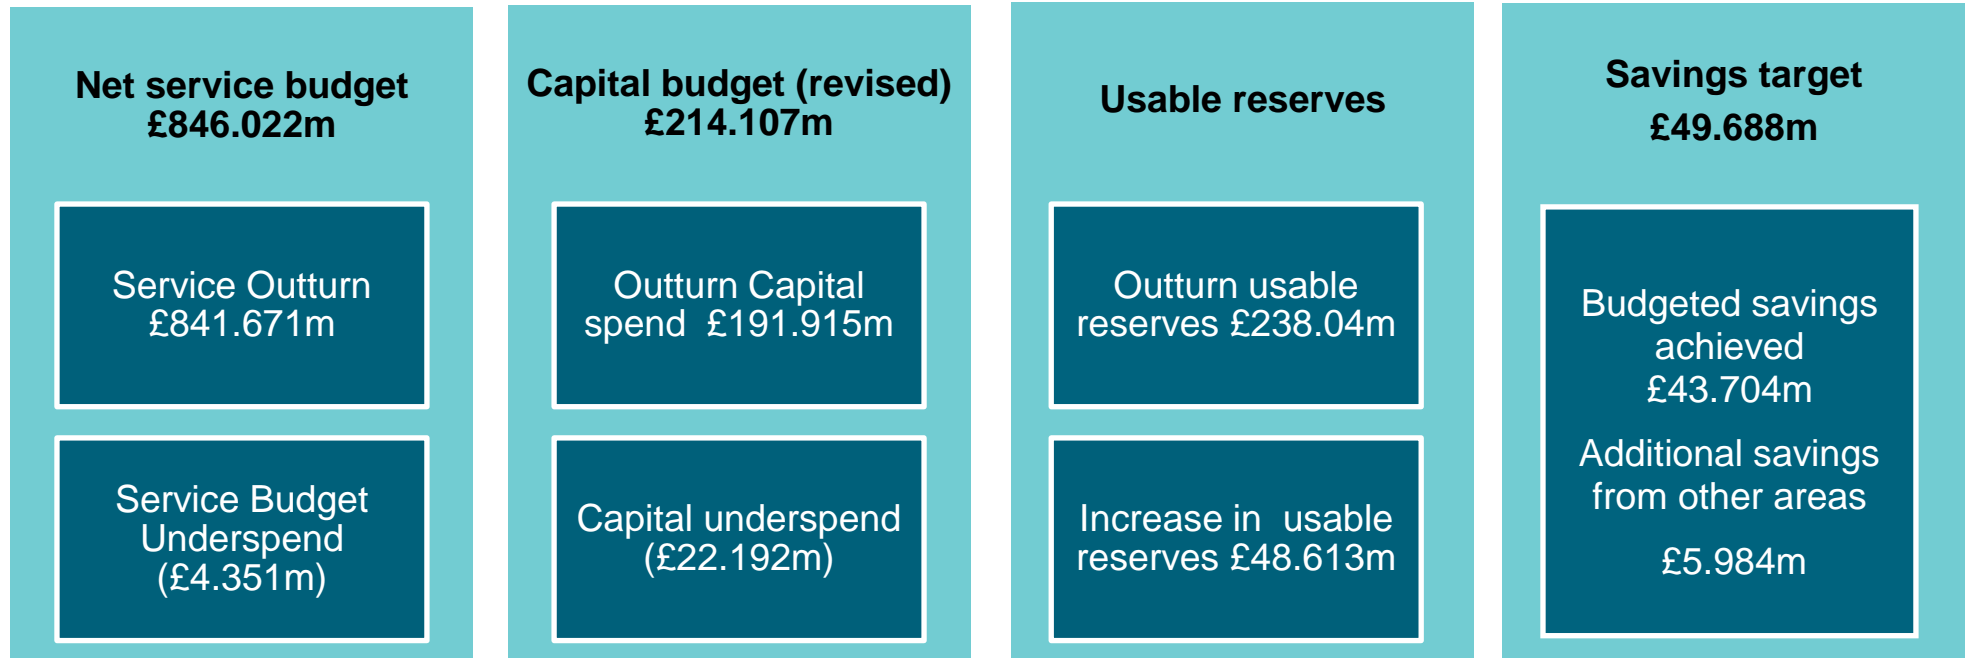 Net service budget
£846.022m
Service Outturn
£841.671m
Service Budget
Underspend
(£4.351m)
Capital budget (revised)
£214.107m
Outturn Capital
spend  £191.915m
Capital underspend
(£22.192m)
Usable reserves
Outturn usable
reserves £238.04m
Increase in  usable
reserves £48.613m
Savings target
£49.688m
Budgeted savings
achieved
£43.704m
Additional savings
from other areas
£5.984m